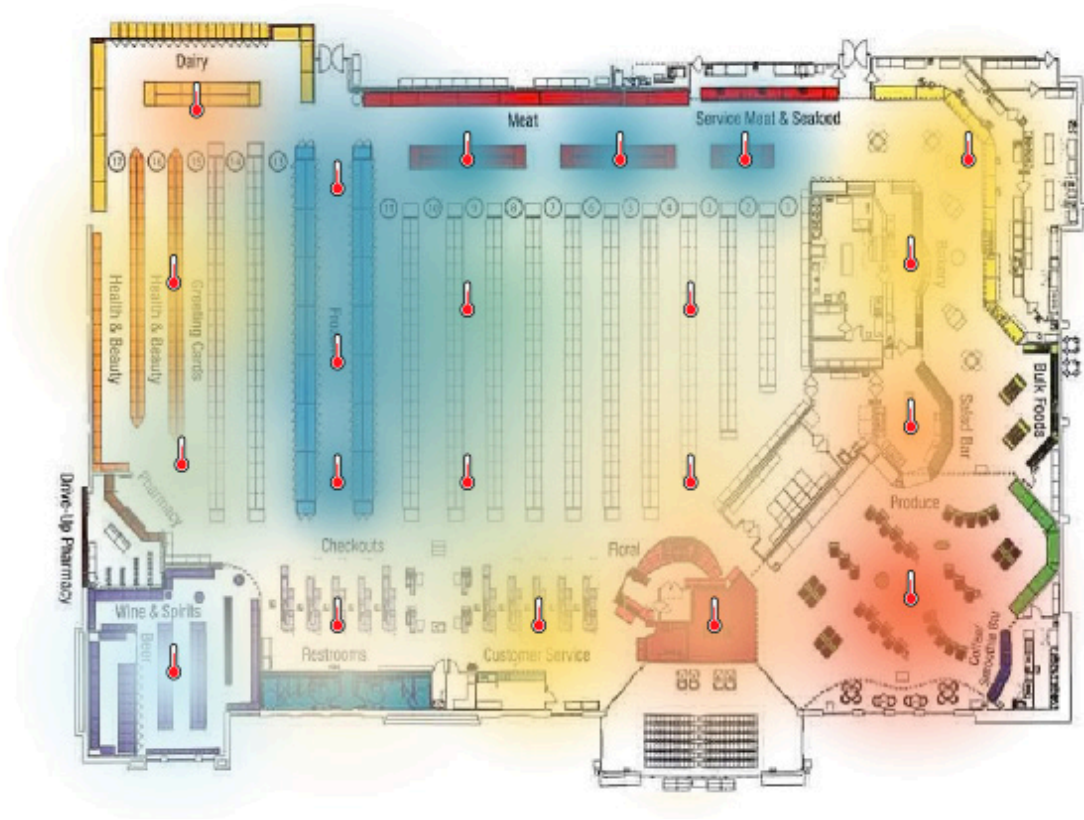 Dairy
Meat
Service Meat & Seafood
17
16
15
14
13
11
10
9
8
7
6
5
4
3
2
1
Health & Beauty
Health & Beauty
Greeting Cards
Bakery
Salad Bar
Bulk Foods
Drive-Up Pharmacy
Pharmacy
Produce
Checkouts
Floral
Wine & Spirits
Beer
Restrooms
Customer Service
Coffee/
Smoothie Bar